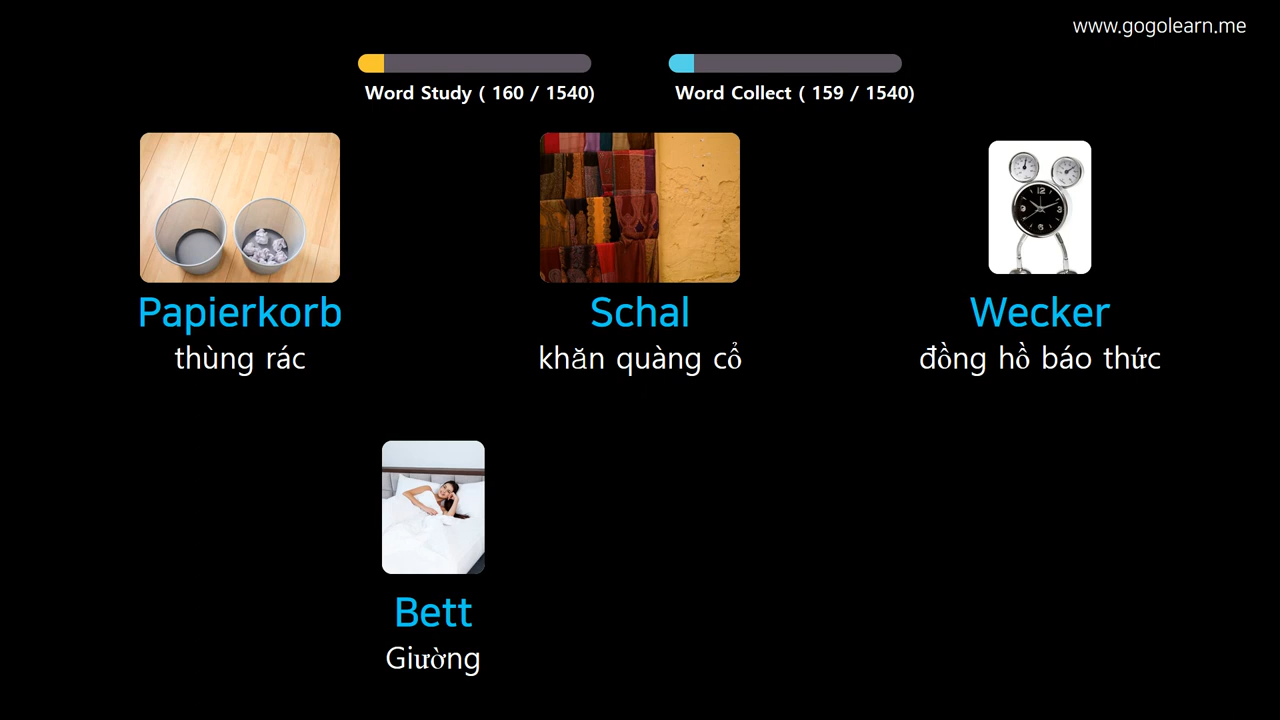 www.gogolearn.me
Word Study ( 160 / 1540)
Word Collect ( 159 / 1540)
Papierkorb
thùng rác
Schal
khăn quàng cổ
Wecker
đồng hồ báo thức
Bett
Giường